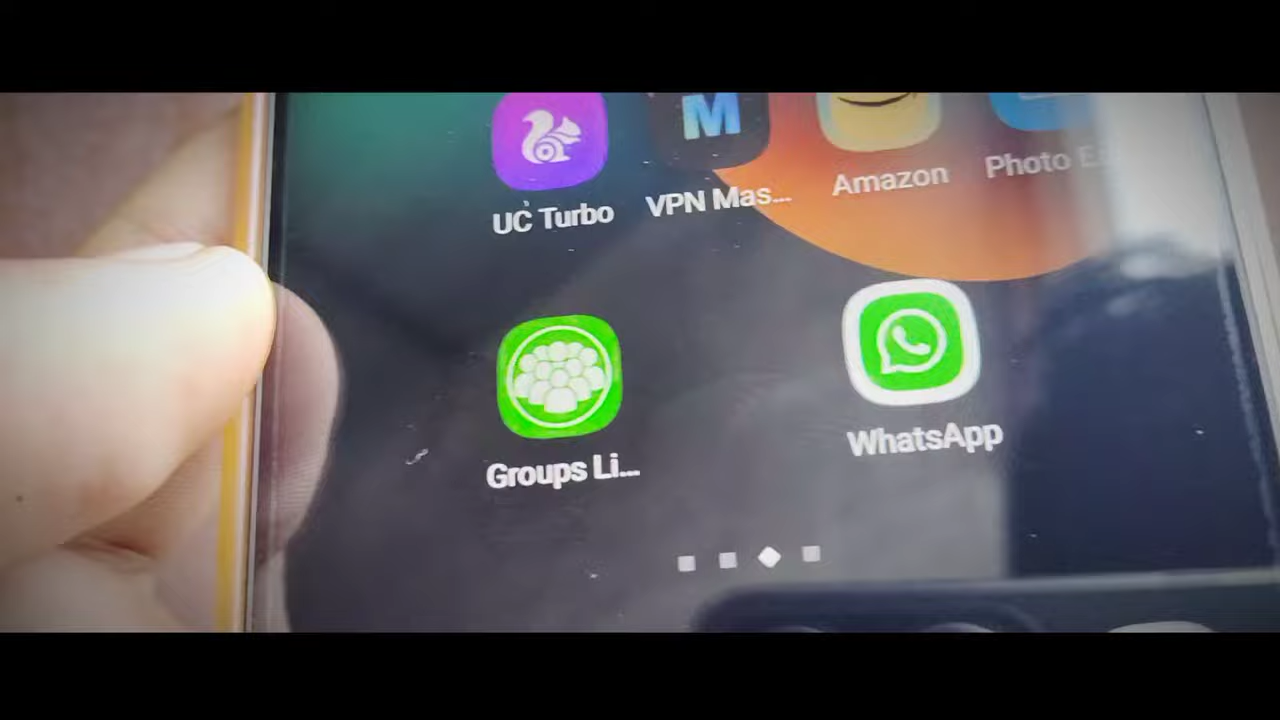 M
UC Turbo
VPN Mas...
Amazon
Photo E
Groups Li...
WhatsApp